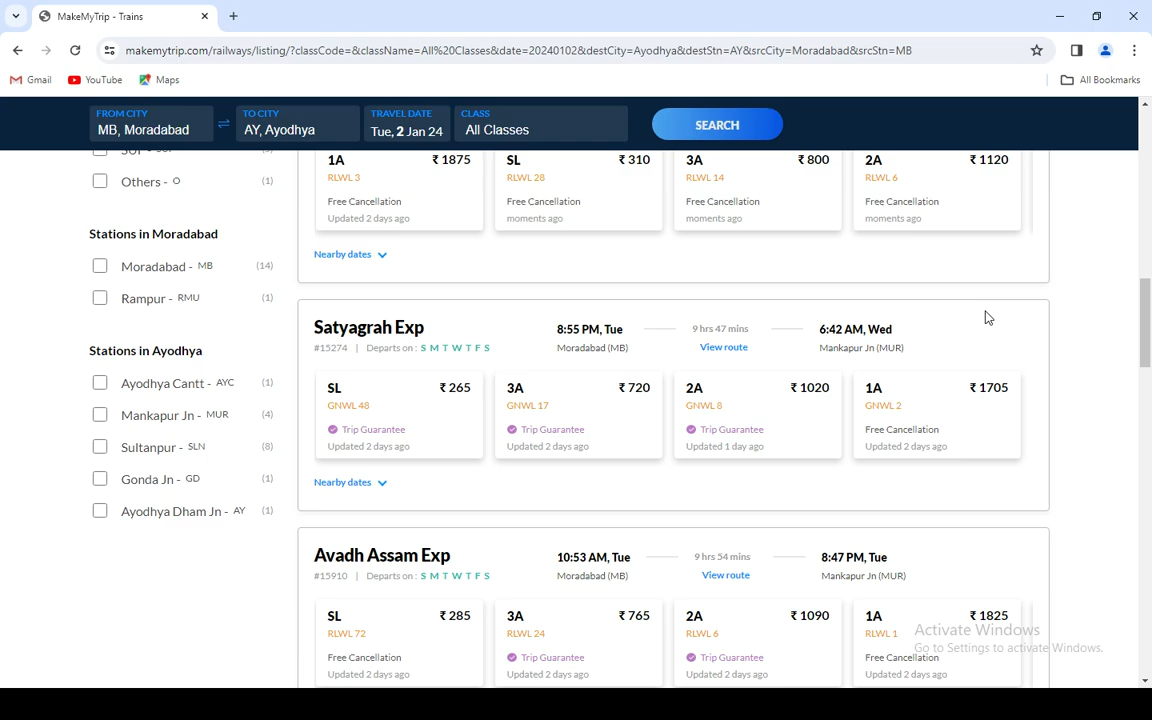 MakeMyTrip - Trains
makemytrip.com/railways/listing/?classCode=&className=All%20Classes&date=20240102&destCity=Ayodhya&destStn=AY&srcCity=Moradabad&srcStn=MB
Gmail YouTube Maps All Bookmarks
FROM CITY TO CITY TRAVEL DATE CLASS
MB, Moradabad AY, Ayodhya Tue, 2 Jan 24 All Classes SEARCH
Others - O (1)
1A ₹ 1875 SL ₹ 310 3A ₹ 800 2A ₹ 1120
RLWL 3 RLWL 28 RLWL 14 RLWL 6
Free Cancellation Free Cancellation Free Cancellation Free Cancellation
Updated 2 days ago moments ago moments ago moments ago
Nearby dates
Stations in Moradabad
Moradabad - MB (14)
Rampur - RMU (1)
Stations in Ayodhya
Ayodhya Cantt - AYC (1)
Mankapur Jn - MUR (4)
Sultanpur - SLN (8)
Gonda Jn - GD (1)
Ayodhya Dham Jn - AY (1)
Satyagrah Exp 8:55 PM, Tue 9 hrs 47 mins 6:42 AM, Wed
#15274 | Departs on : S M T W T F S Moradabad (MB) View route Mankapur Jn (MUR)
SL ₹ 265 3A ₹ 720 2A ₹ 1020 1A ₹ 1705
GNWL 48 GNWL 17 GNWL 8 GNWL 2
Trip Guarantee Trip Guarantee Trip Guarantee Free Cancellation
Updated 2 days ago Updated 2 days ago Updated 1 day ago Updated 2 days ago
Nearby dates
Avadh Assam Exp 10:53 AM, Tue 9 hrs 54 mins 8:47 PM, Tue
#15910 | Departs on : S M T W T F S Moradabad (MB) View route Mankapur Jn (MUR)
SL ₹ 285 3A ₹ 765 2A ₹ 1090 1A ₹ 1825
RLWL 72 RLWL 24 RLWL 6 RLWL 1
Free Cancellation Trip Guarantee Trip Guarantee Free Cancellation
Updated 2 days ago Updated 2 days ago Updated 2 days ago Updated 2 days ago
Activate Windows
Go to Settings to activate Windows.